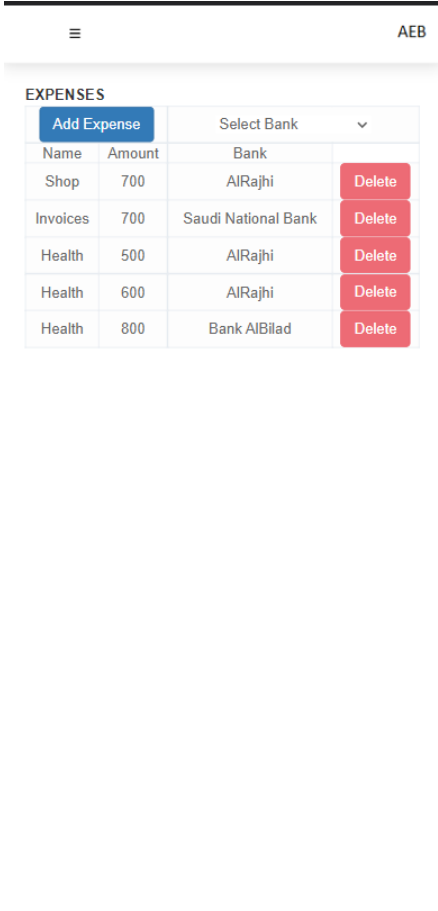 ≡ AEB
EXPENSES
Add Expense Select Bank
Name Amount Bank
Shop 700 AlRajhi Delete
Invoices 700 Saudi National Bank Delete
Health 500 AlRajhi Delete
Health 600 AlRajhi Delete
Health 800 Bank AlBilad Delete